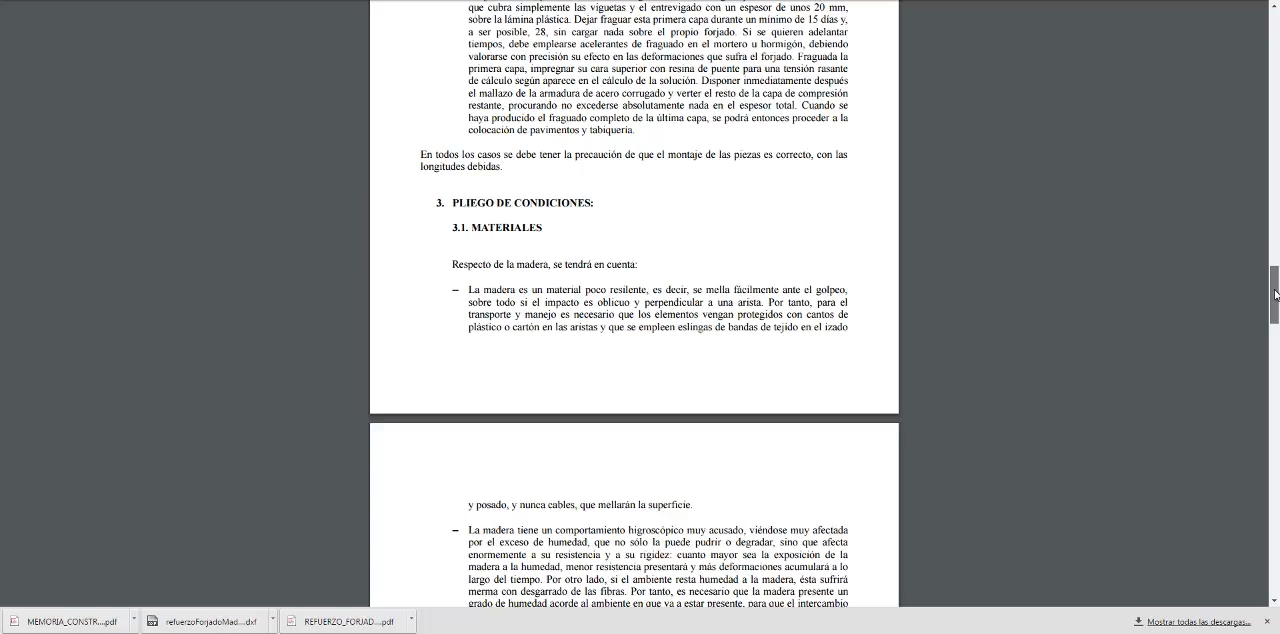 que cubra simplemente las viguetas y el entrevigado con un espesor de unos 20 mm,
sobre la lámina plástica. Dejar fraguar esta primera capa durante un mínimo de 15 días y,
a ser posible, 28, sin cargar nada sobre el propio forjado. Si se quieren adelantar
tiempos, debe emplearse acelerantes de fraguado en el mortero u hormigón, debiendo
valorarse con precisión su efecto en las deformaciones que sufra el forjado. Fraguada la
primera capa, impregnar su cara superior con resina de puente para una tensión rasante
de cálculo según aparece en el cálculo de la solución. Disponer inmediatamente después
el mallazo de la armadura de acero corrugado y verter el resto de la capa de compresión
restante, procurando no excederse absolutamente nada en el espesor total. Cuando se
haya producido el fraguado completo de la última capa, se podrá entonces proceder a la
colocación de pavimentos y tabiquería.
En todos los casos se debe tener la precaución de que el montaje de las piezas es correcto, con las
longitudes debidas.
3. PLIEGO DE CONDICIONES:
3.1. MATERIALES
Respecto de la madera, se tendrá en cuenta:
– La madera es un material poco resilente, es decir, se mella fácilmente ante el golpeo,
sobre todo si el impacto es oblicuo y perpendicular a una arista. Por tanto, para el
transporte y manejo es necesario que los elementos vengan protegidos con cantos de
plástico o cartón en las aristas y que se empleen eslingas de bandas de tejido en el izado
y posado, y nunca cables, que mellarán la superficie.
– La madera tiene un comportamiento higroscópico muy acusado, viéndose muy afectada
por el exceso de humedad, que no sólo la puede pudrir o degradar, sino que afecta
enormemente a su resistencia y a su rigidez: cuanto mayor sea la exposición de la
madera a la humedad, menor resistencia presentará y más deformaciones acumulará a lo
largo del tiempo. Por otro lado, si el ambiente resta humedad a la madera, ésta sufrirá
merma con desgarrado de las fibras. Por tanto, es necesario que la madera presente un
grado de humedad acorde al ambiente en que va a estar presente, para que el intercambio
MEMORIA_CONSTR....pdf
refuerzoForjadoMad....dxf
REFUERZO_FORJAD....pdf
Mostrar todas las descargas...